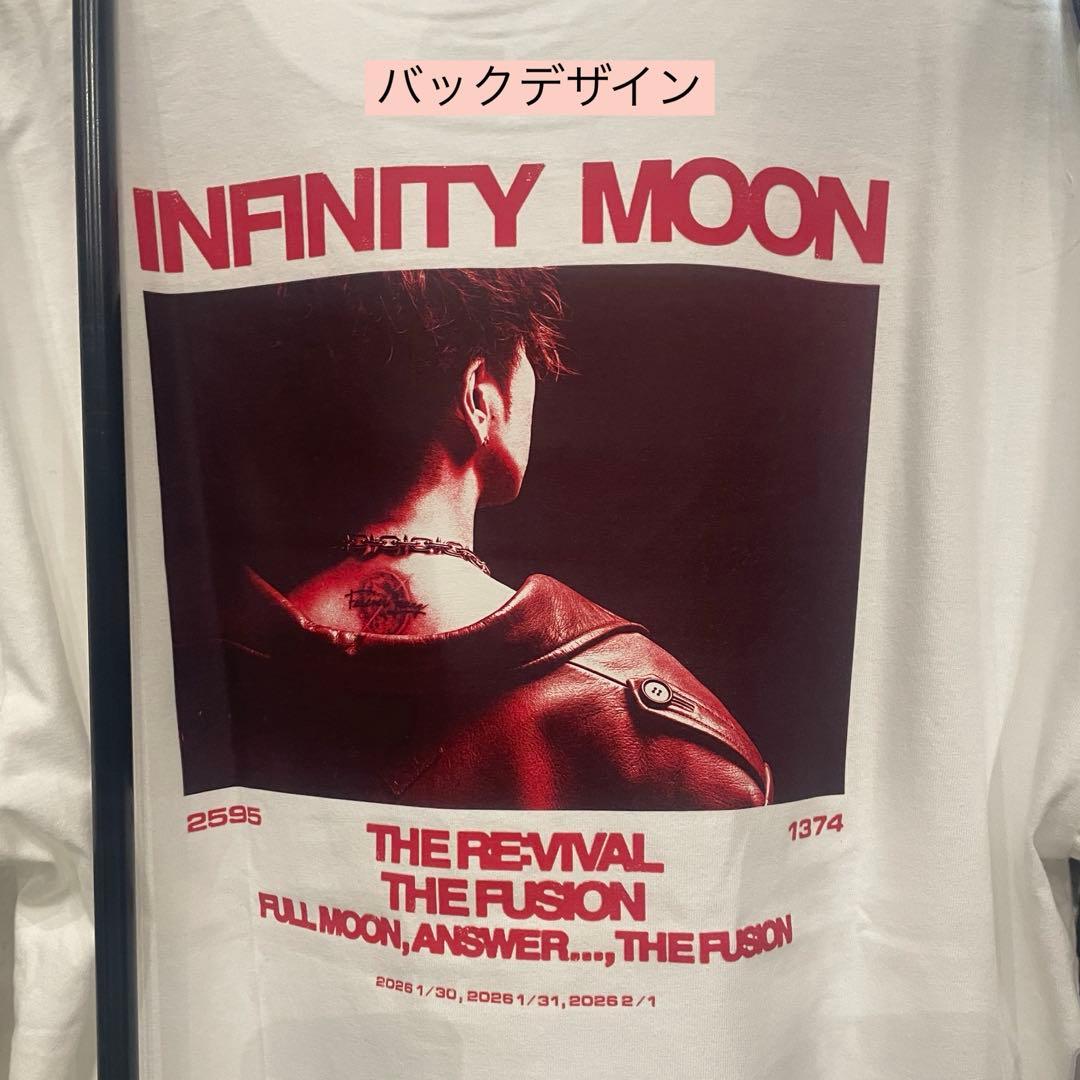 バックデザイン
INFINITY MOON
2595
1374
THE RE:VIVAL
THE FUSION
FULL MOON, ANSWER...., THE FUSION
2026 1/30, 2026 1/31, 2026 2/1